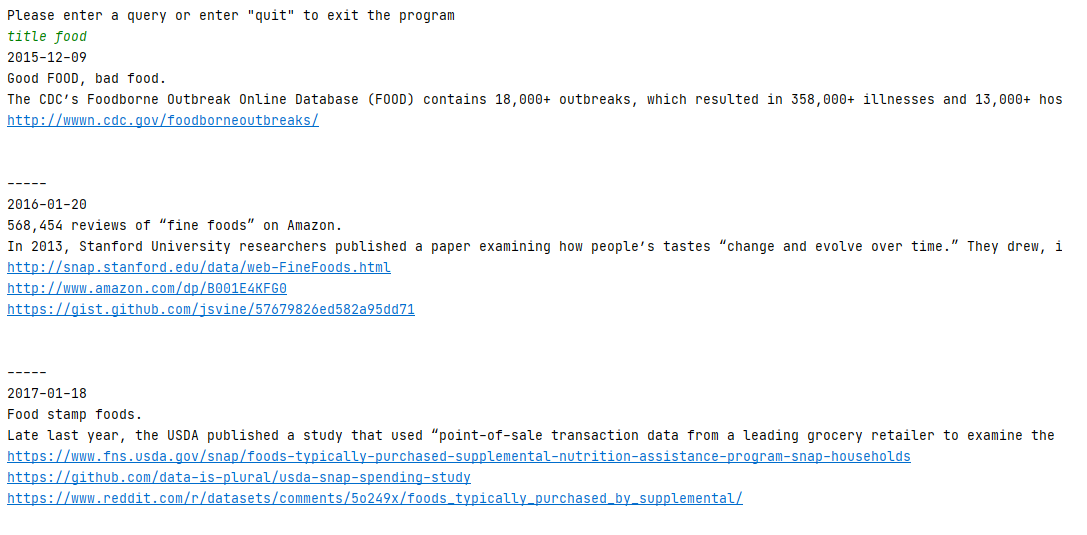 Please enter a query or enter "quit" to exit the program
title food
2015-12-09
Good FOOD, bad food.
The CDC’s Foodborne Outbreak Online Database (FOOD) contains 18,000+ outbreaks, which resulted in 358,000+ illnesses and 13,000+ hos
http://wwwn.cdc.gov/foodborneoutbreaks/
-----
2016-01-20
568,454 reviews of “fine foods” on Amazon.
In 2013, Stanford University researchers published a paper examining how people’s tastes “change and evolve over time.” They drew, i
http://snap.stanford.edu/data/web-FineFoods.html
http://www.amazon.com/dp/B001E4KFG0
https://gist.github.com/jsvine/57679826ed582a95dd71
-----
2017-01-18
Food stamp foods.
Late last year, the USDA published a study that used “point-of-sale transaction data from a leading grocery retailer to examine the
https://www.fns.usda.gov/snap/foods-typically-purchased-supplemental-nutrition-assistance-program-snap-households
https://github.com/data-is-plural/usda-snap-spending-study
https://www.reddit.com/r/datasets/comments/5o249x/foods_typically_purchased_by_supplemental/